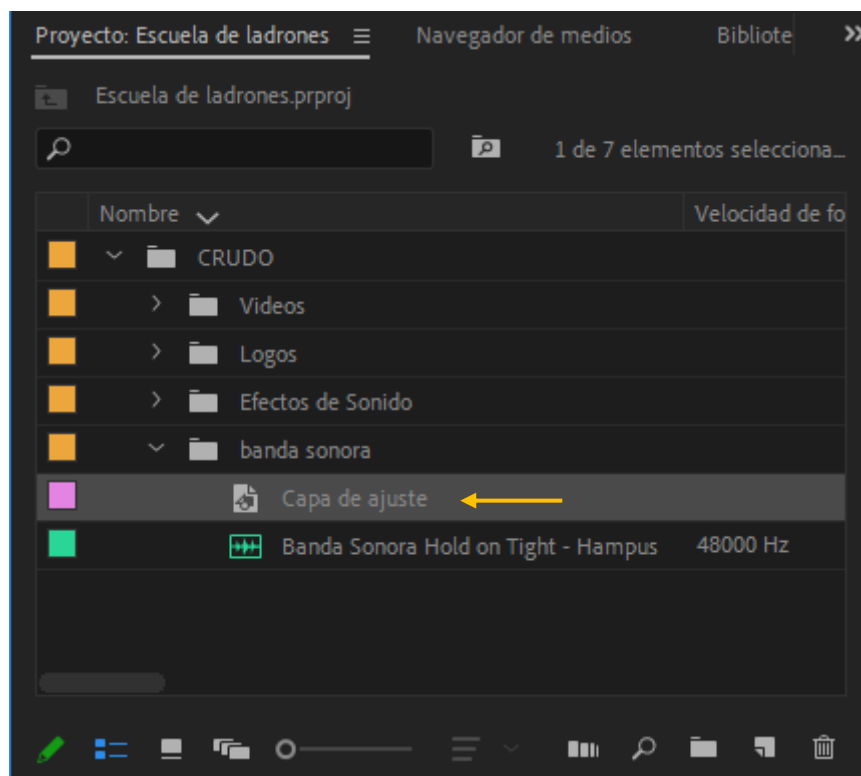 Proyecto: Escuela de ladrones Navegador de medios Bibliote
Escuela de ladrones.prproj
1 de 7 elementos selecciona...
Nombre Velocidad de fo
CRUDO
Videos
Logos
Efectos de Sonido
banda sonora
Capa de ajuste
Banda Sonora Hold on Tight - Hampus 48000 Hz